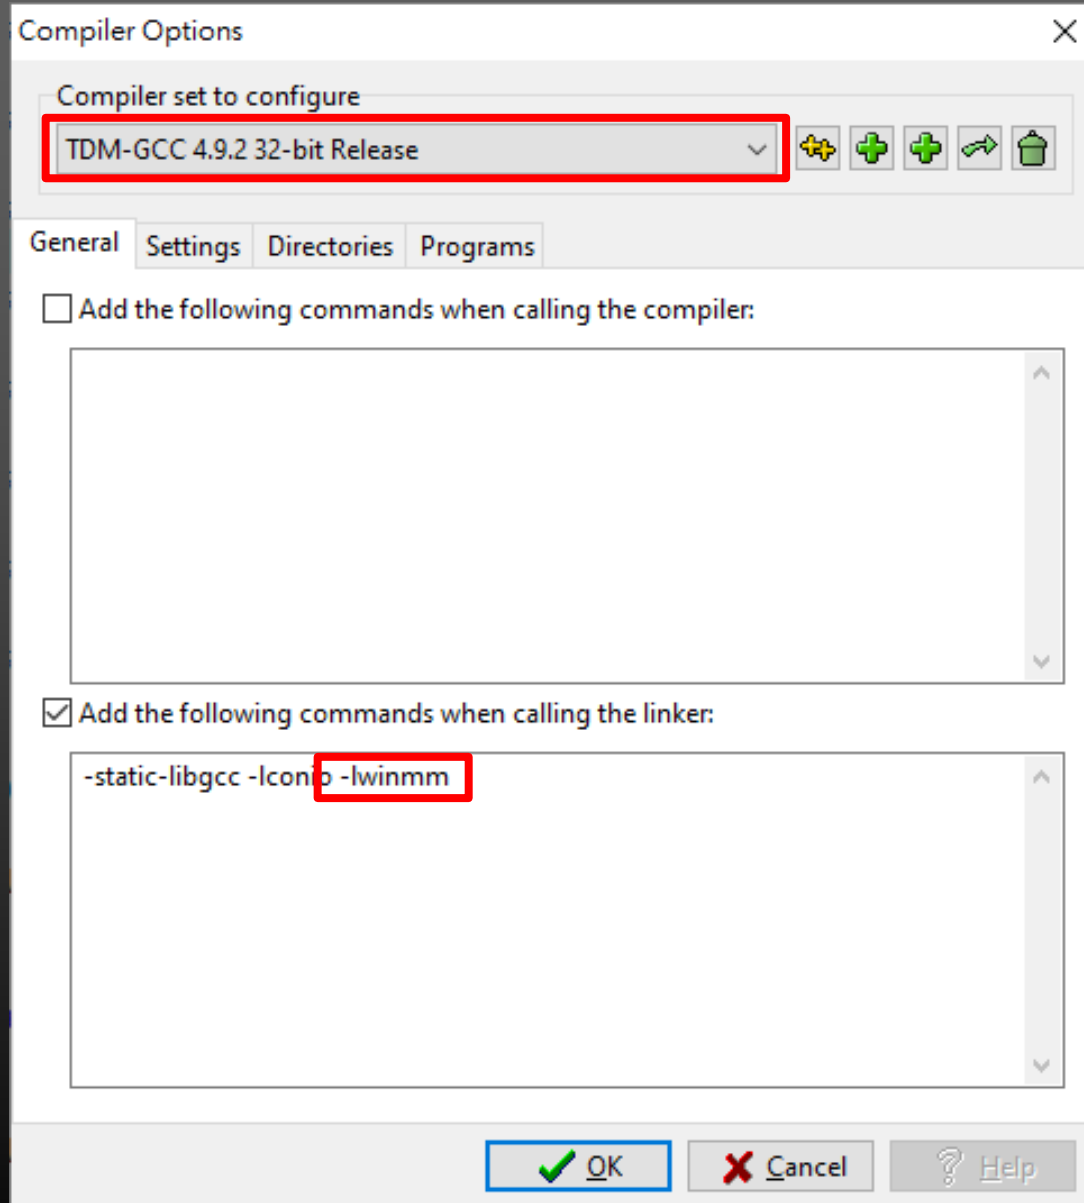 Compiler Options
Compiler set to configure
TDM-GCC 4.9.2 32-bit Release
General Settings Directories Programs
Add the following commands when calling the compiler:
Add the following commands when calling the linker:
-static-libgcc -lconio -lwinmm
OK Cancel Help